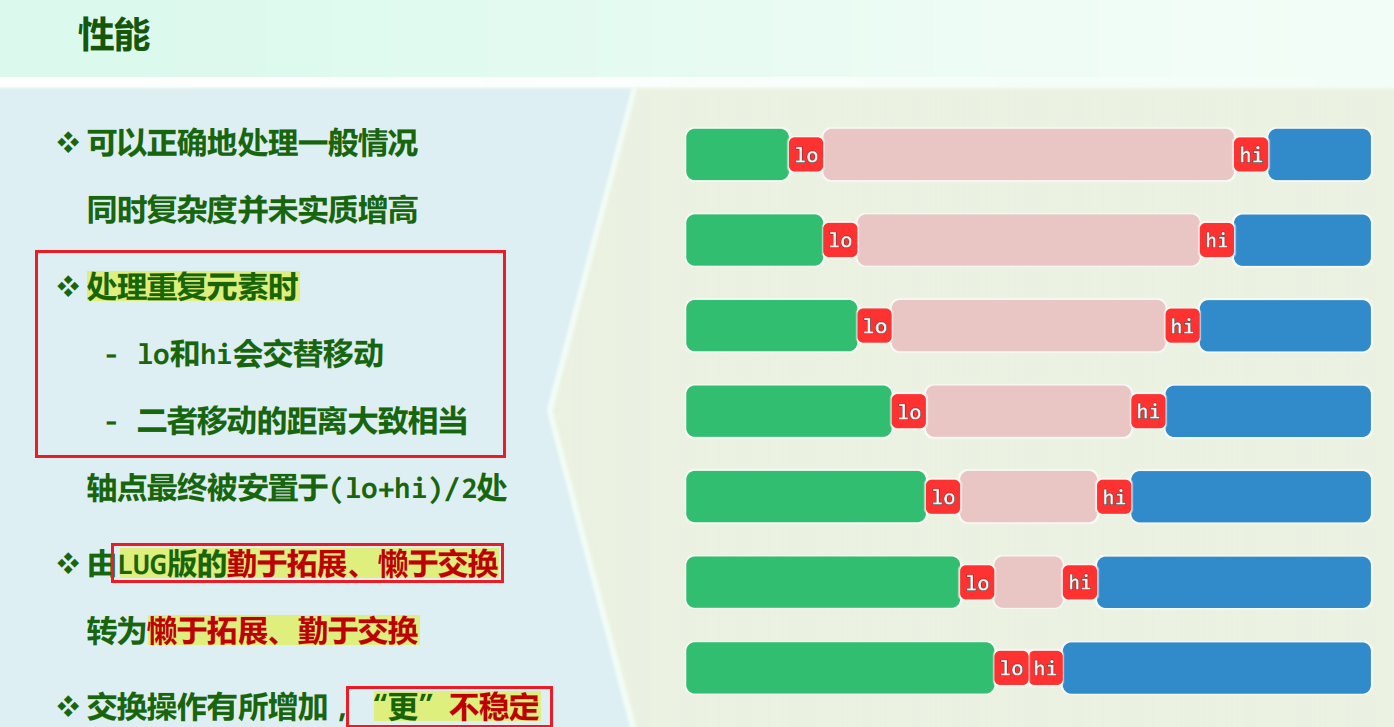 性能
❖ 可以正确地处理一般情况
同时复杂度并未实质增高
❖ 处理重复元素时
- lo和hi会交替移动
- 二者移动的距离大致相当
轴点最终被安置于(lo+hi)/2处
❖ 由LUG版的勤于拓展、懒于交换
转为懒于拓展、勤于交换
❖ 交换操作有所增加，“更”不稳定
lo hi
lo hi
lo hi
lo hi
lo hi
lo hi
lo hi